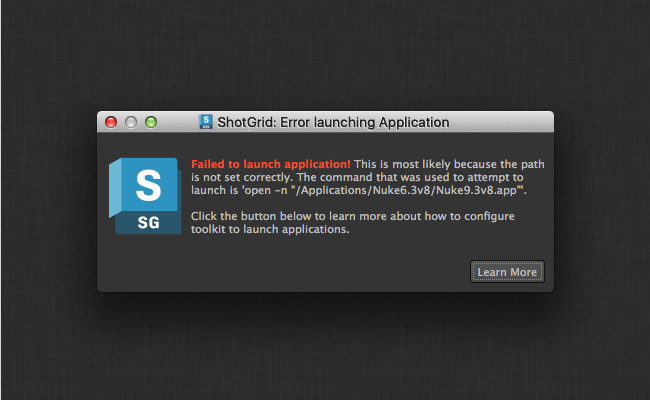 ShotGrid: Error launching Application
S
SG
Failed to launch application! This is most likely because the path
is not set correctly. The command that was used to attempt to
launch is 'open -n "/Applications/Nuke6.3v8/Nuke9.3v8.app"'.
Click the button below to learn more about how to configure
toolkit to launch applications.
Learn More